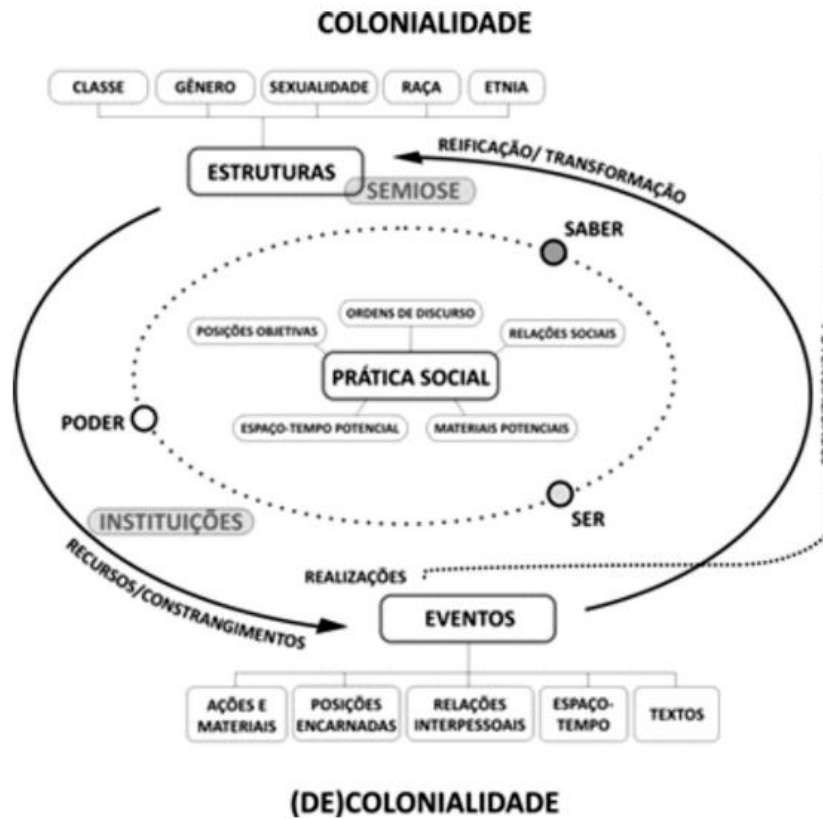 COLONIALIDADE
CLASSE
GÊNERO
SEXUALIDADE
RAÇA
ETNIA
REIFICAÇÃO/ TRANSFORMAÇÃO
ESTRUTURAS
SEMIOSE
SABER
ORDENS DE DISCURSO
POSIÇÕES OBJETIVAS
RELAÇÕES SOCIAIS
PRÁTICA SOCIAL
PODER
ESPAÇO-TEMPO POTENCIAL
MATERIAIS POTENCIAIS
SER
INSTITUIÇÕES
RECURSOS/CONSTRANGIMENTOS
REALIZAÇÕES
EVENTOS
AÇÕES E
MATERIAIS
POSIÇÕES
ENCARNADAS
RELAÇÕES
INTERPESSOAIS
ESPAÇO-
TEMPO
TEXTOS
(DE)COLONIALIDADE